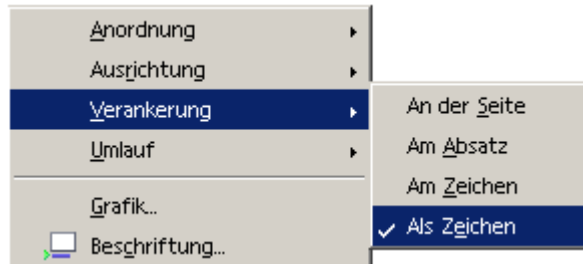 Anordnung
Ausrichtung
Verankerung
Umlauf
Grafik...
Beschriftung...
An der Seite
Am Absatz
Am Zeichen
Als Zeichen